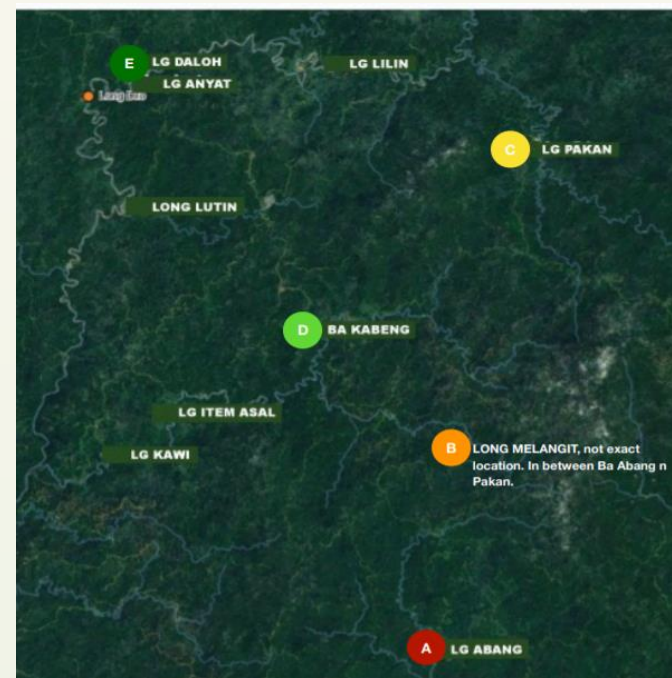 E
LG DALOH
LG LILIN
LG ANYAT
C
LG PAKAN
LONG LUTIN
D
BA KABENG
LG ITEM ASAL
B
LONG MELANGIT, not exact
location. In between Ba Abang n
Pakan.
LG KAWI
A
LG ABANG